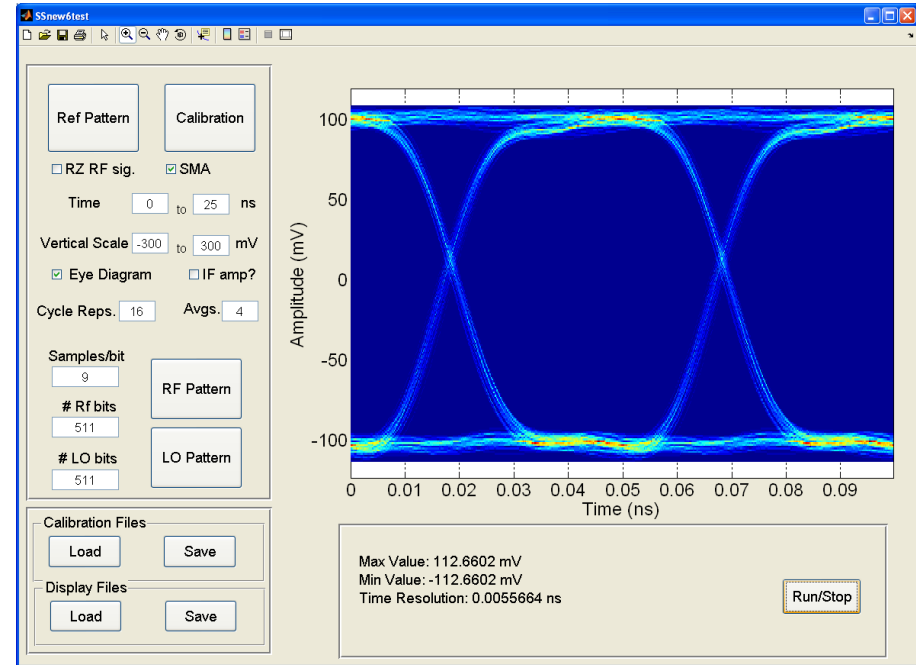 SSnew6test
Ref Pattern
Calibration
RZ RF sig.
SMA
Time 0 to 25 ns
Vertical Scale -300 to 300 mV
Eye Diagram
IF amp?
Cycle Reps. 16
Avgs. 4
Samples/bit
9
# Rf bits
511
# LO bits
511
RF Pattern
LO Pattern
Calibration Files
Load
Save
Display Files
Load
Save
Amplitude (mV)
100
50
0
-50
-100
0 0.01 0.02 0.03 0.04 0.05 0.06 0.07 0.08 0.09
Time (ns)
Max Value: 112.6602 mV
Min Value: -112.6602 mV
Time Resolution: 0.0055664 ns
Run/Stop